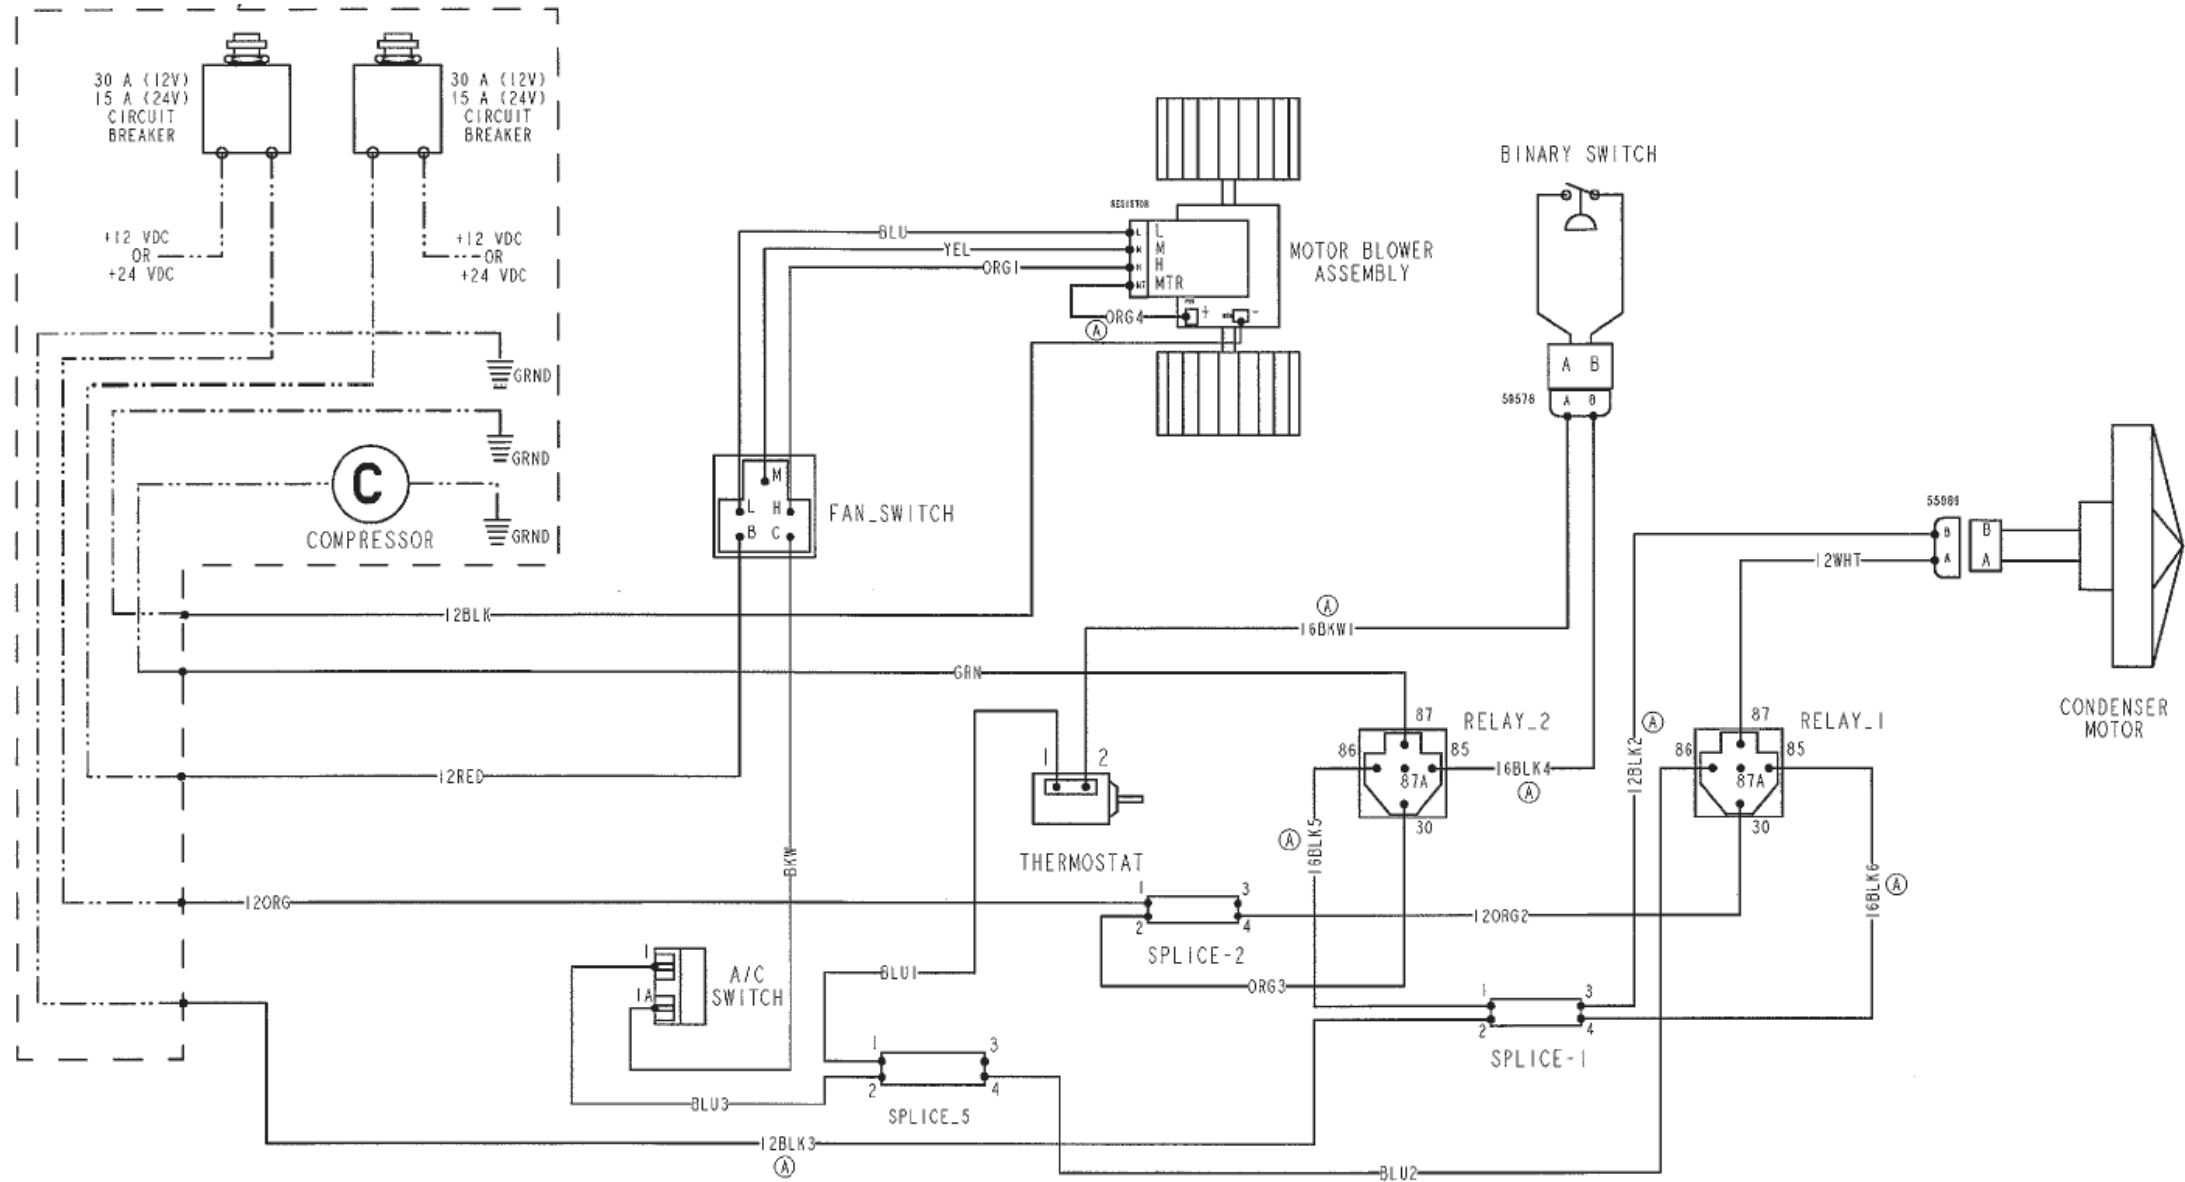 30 A (12V)
15 A (24V)
CIRCUIT
BREAKER
30 A (12V)
15 A (24V)
CIRCUIT
BREAKER
+12 VDC
OR
+24 VDC
+12 VDC
OR
+24 VDC
GRND
GRND
GRND
C
COMPRESSOR
RESISTOR
BLU
YEL
ORG1
ORG4
A
L
M
H
MT
L
M
H
MTR
+
-
MOTOR BLOWER
ASSEMBLY
BINARY SWITCH
A B
59578
A B
M
L H
B C
FAN_SWITCH
55989
B
A
B
A
12WHT
CONDENSER
MOTOR
12BLK
A
16BKW1
GRN
87
86
85
87A
30
RELAY_2
87
86
85
87A
30
RELAY_1
16BLK4
A
12BLK2
A
16BLK5
A
16BLK6
A
12RED
1 2
THERMOSTAT
BKW
12ORG
1 3
2 4
SPLICE-2
12ORG2
ORG3
1
1A
A/C
SWITCH
BLU1
1 3
2 4
SPLICE-1
1 3
2 4
SPLICE_5
BLU3
12BLK3
A
BLU2